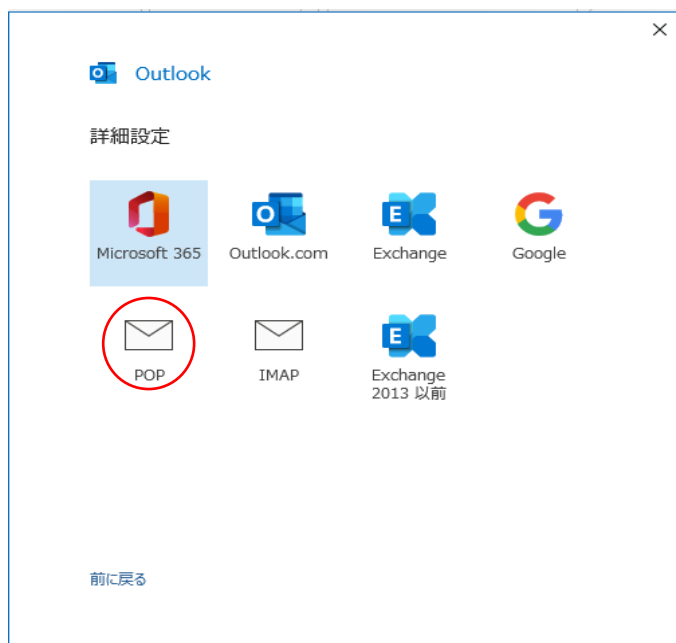 Outlook
詳細設定
Microsoft 365
Outlook.com
Exchange
Google
POP
IMAP
Exchange
2013 以前
前に戻る